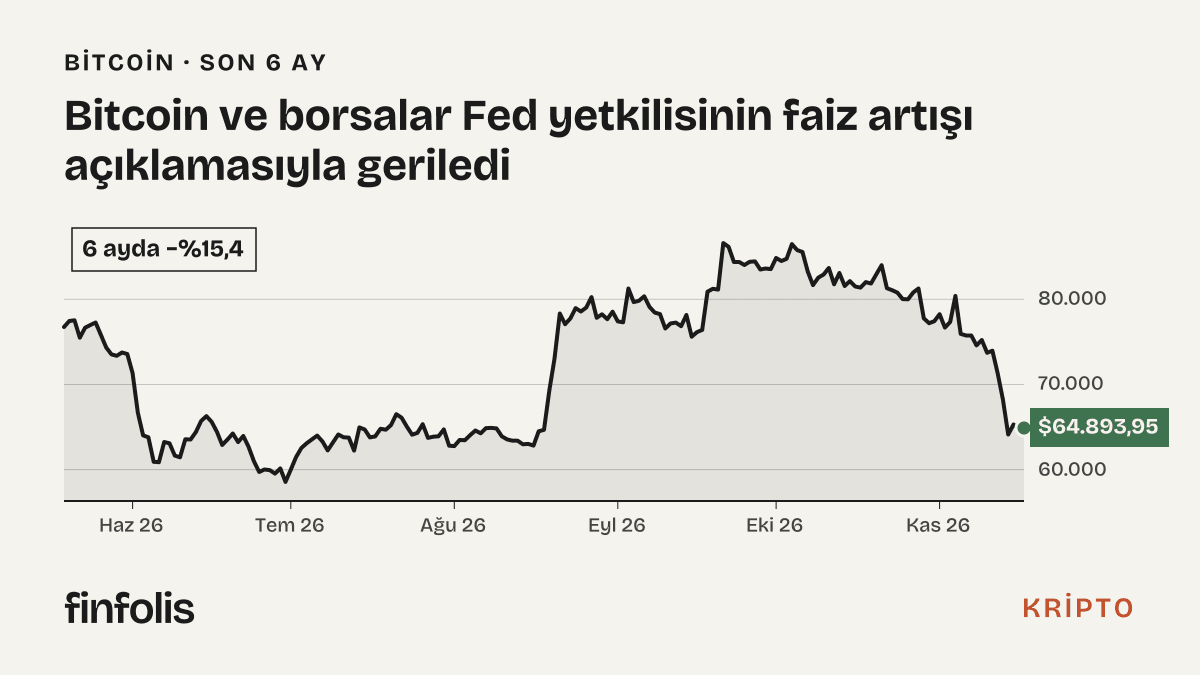 BİTCOİN · SON 6 AY
Bitcoin ve borsalar Fed yetkilisinin faiz artışı
açıklamasıyla geriledi
6 ayda −%15,4
80.000
70.000
$64.893,95
60.000
Haz 26 Tem 26 Ağu 26 Eyl 26 Eki 26 Kas 26
finfolis
KRİPTO